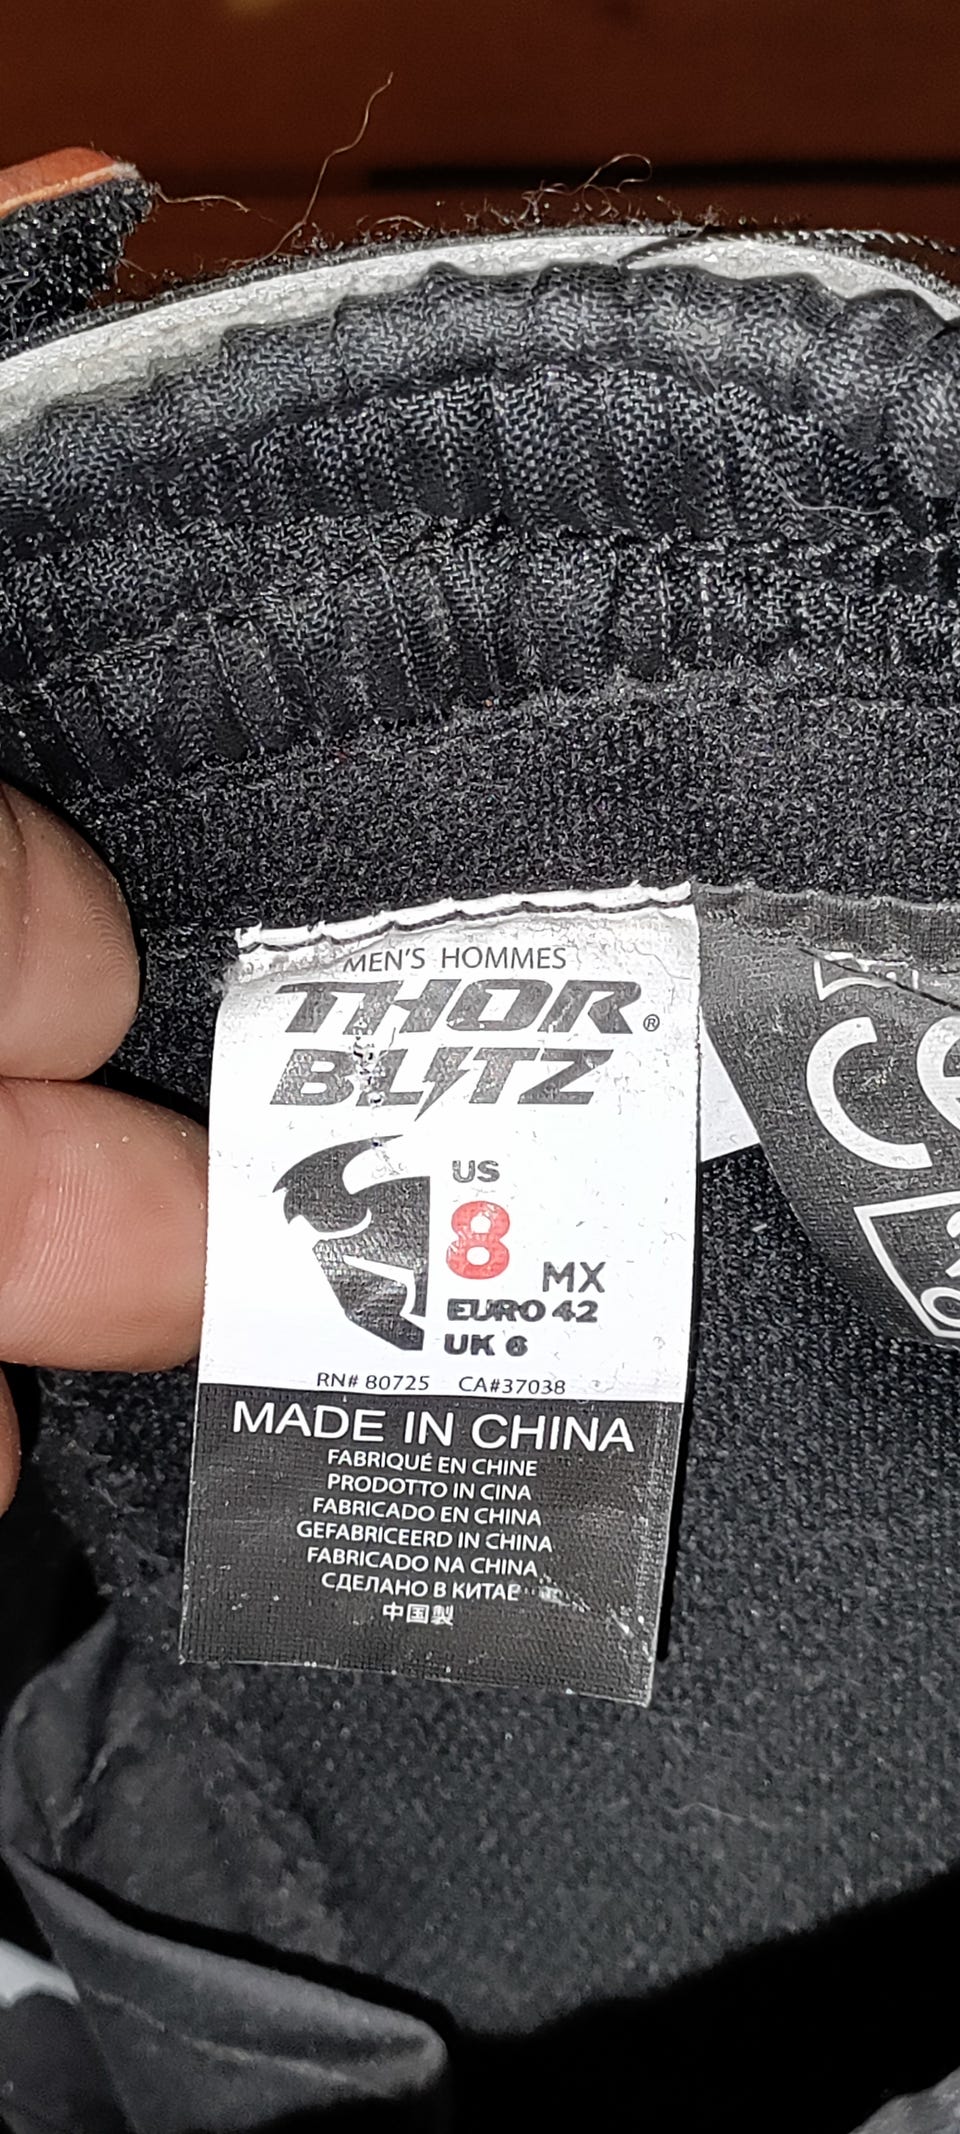 MEN'S HOMMES
THOR®
BLITZ
US
8
MX
EURO 42
UK 6
RN# 80725 CA#37038
MADE IN CHINA
FABRIQUÉ EN CHINE
PRODOTTO IN CINA
FABRICADO EN CHINA
GEFABRICEERD IN CHINA
FABRICADO NA CHINA
СДЕЛАНО В КИТАЕ
中国製
CE